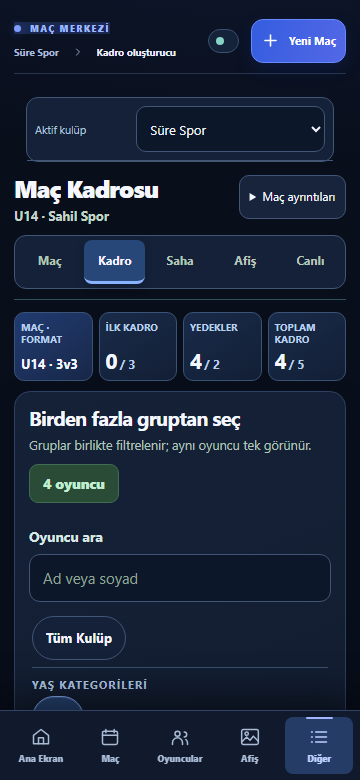 MAÇ MERKEZİ
Süre Spor > Kadro oluşturucu
+ Yeni Maç
Aktif kulüp
Süre Spor
Maç Kadrosu
U14 · Sahil Spor
▶ Maç ayrıntıları
Maç Kadro Saha Afiş Canlı
MAÇ · FORMAT
U14 · 3v3
İLK KADRO
0 / 3
YEDEKLER
4 / 2
TOPLAM KADRO
4 / 5
Birden fazla gruptan seç
Gruplar birlikte filtrelenir; aynı oyuncu tek görünür.
4 oyuncu
Oyuncu ara
Ad veya soyad
Tüm Kulüp
YAŞ KATEGORİLERİ
Ana Ekran Maç Oyuncular Afiş Diğer